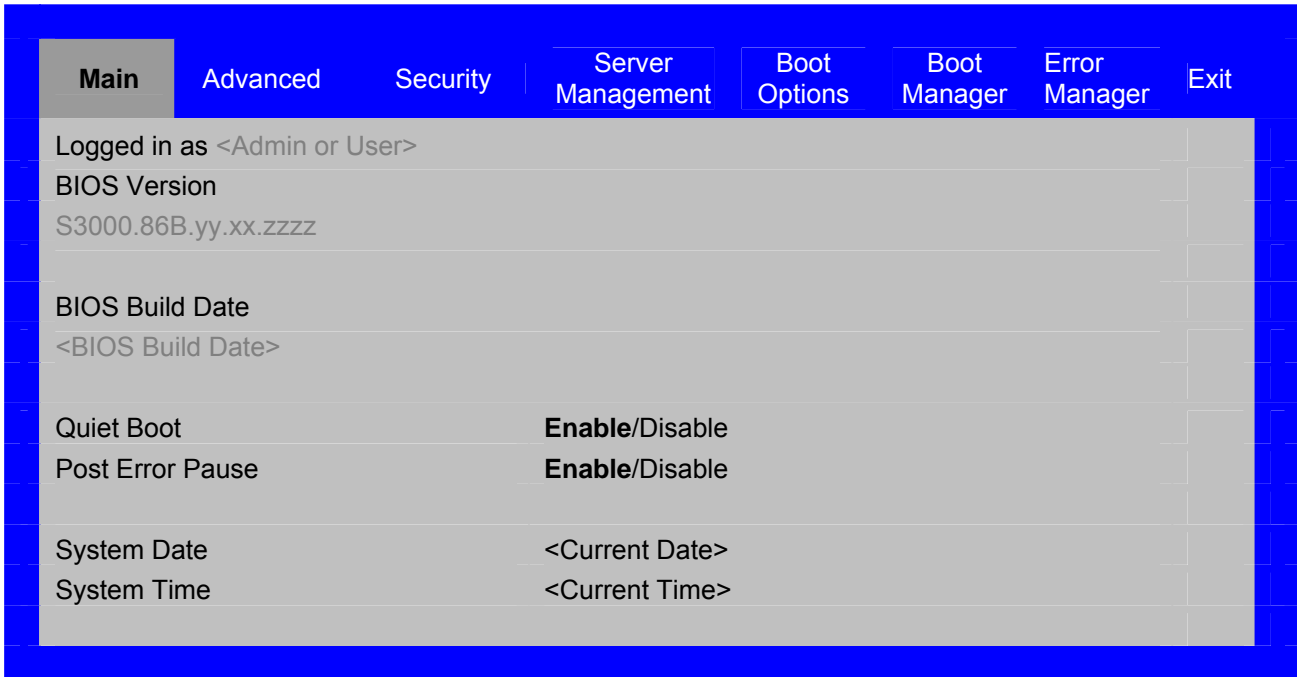 Main Advanced Security Server Management Boot Options Boot Manager Error Manager Exit
Logged in as <Admin or User>
BIOS Version
S3000.86B.yy.xx.zzzz
BIOS Build Date
<BIOS Build Date>
Quiet Boot Enable/Disable
Post Error Pause Enable/Disable
System Date <Current Date>
System Time <Current Time>